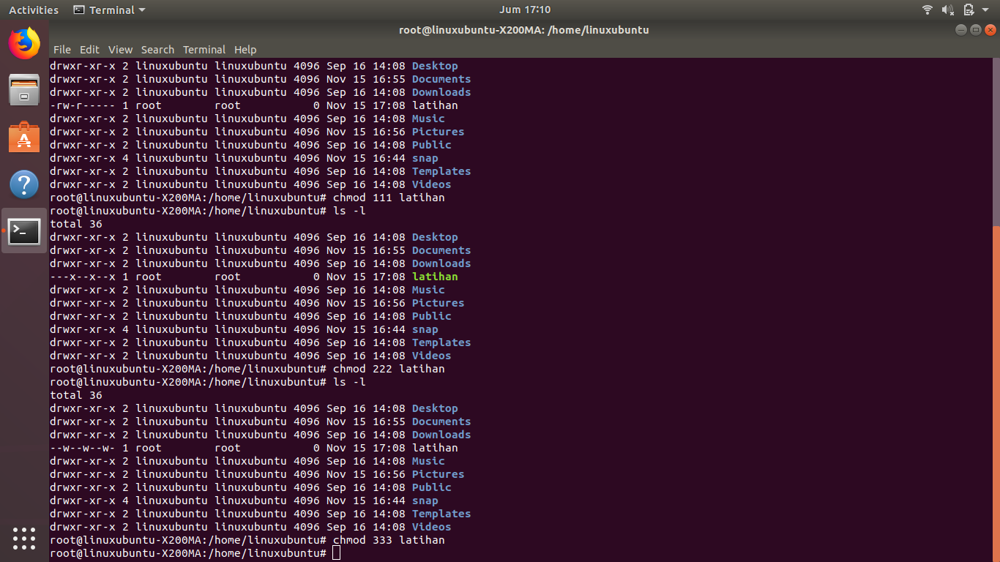 Activities Terminal Jum 17:10
root@linuxubuntu-X200MA: /home/linuxubuntu
File Edit View Search Terminal Help
drwxr-xr-x 2 linuxubuntu linuxubuntu 4096 Sep 16 14:08 Desktop
drwxr-xr-x 2 linuxubuntu linuxubuntu 4096 Nov 15 16:55 Documents
drwxr-xr-x 2 linuxubuntu linuxubuntu 4096 Sep 16 14:08 Downloads
-rw-r----- 1 root        root           0 Nov 15 17:08 latihan
drwxr-xr-x 2 linuxubuntu linuxubuntu 4096 Sep 16 14:08 Music
drwxr-xr-x 2 linuxubuntu linuxubuntu 4096 Nov 15 16:56 Pictures
drwxr-xr-x 2 linuxubuntu linuxubuntu 4096 Sep 16 14:08 Public
drwxr-xr-x 4 linuxubuntu linuxubuntu 4096 Nov 15 16:44 snap
drwxr-xr-x 2 linuxubuntu linuxubuntu 4096 Sep 16 14:08 Templates
drwxr-xr-x 2 linuxubuntu linuxubuntu 4096 Sep 16 14:08 Videos
root@linuxubuntu-X200MA:/home/linuxubuntu# chmod 111 latihan
root@linuxubuntu-X200MA:/home/linuxubuntu# ls -l
total 36
drwxr-xr-x 2 linuxubuntu linuxubuntu 4096 Sep 16 14:08 Desktop
drwxr-xr-x 2 linuxubuntu linuxubuntu 4096 Nov 15 16:55 Documents
drwxr-xr-x 2 linuxubuntu linuxubuntu 4096 Sep 16 14:08 Downloads
---x--x--x 1 root        root           0 Nov 15 17:08 latihan
drwxr-xr-x 2 linuxubuntu linuxubuntu 4096 Sep 16 14:08 Music
drwxr-xr-x 2 linuxubuntu linuxubuntu 4096 Nov 15 16:56 Pictures
drwxr-xr-x 2 linuxubuntu linuxubuntu 4096 Sep 16 14:08 Public
drwxr-xr-x 4 linuxubuntu linuxubuntu 4096 Nov 15 16:44 snap
drwxr-xr-x 2 linuxubuntu linuxubuntu 4096 Sep 16 14:08 Templates
drwxr-xr-x 2 linuxubuntu linuxubuntu 4096 Sep 16 14:08 Videos
root@linuxubuntu-X200MA:/home/linuxubuntu# chmod 222 latihan
root@linuxubuntu-X200MA:/home/linuxubuntu# ls -l
total 36
drwxr-xr-x 2 linuxubuntu linuxubuntu 4096 Sep 16 14:08 Desktop
drwxr-xr-x 2 linuxubuntu linuxubuntu 4096 Nov 15 16:55 Documents
drwxr-xr-x 2 linuxubuntu linuxubuntu 4096 Sep 16 14:08 Downloads
--w--w--w- 1 root        root           0 Nov 15 17:08 latihan
drwxr-xr-x 2 linuxubuntu linuxubuntu 4096 Sep 16 14:08 Music
drwxr-xr-x 2 linuxubuntu linuxubuntu 4096 Nov 15 16:56 Pictures
drwxr-xr-x 2 linuxubuntu linuxubuntu 4096 Sep 16 14:08 Public
drwxr-xr-x 4 linuxubuntu linuxubuntu 4096 Nov 15 16:44 snap
drwxr-xr-x 2 linuxubuntu linuxubuntu 4096 Sep 16 14:08 Templates
drwxr-xr-x 2 linuxubuntu linuxubuntu 4096 Sep 16 14:08 Videos
root@linuxubuntu-X200MA:/home/linuxubuntu# chmod 333 latihan
root@linuxubuntu-X200MA:/home/linuxubuntu#